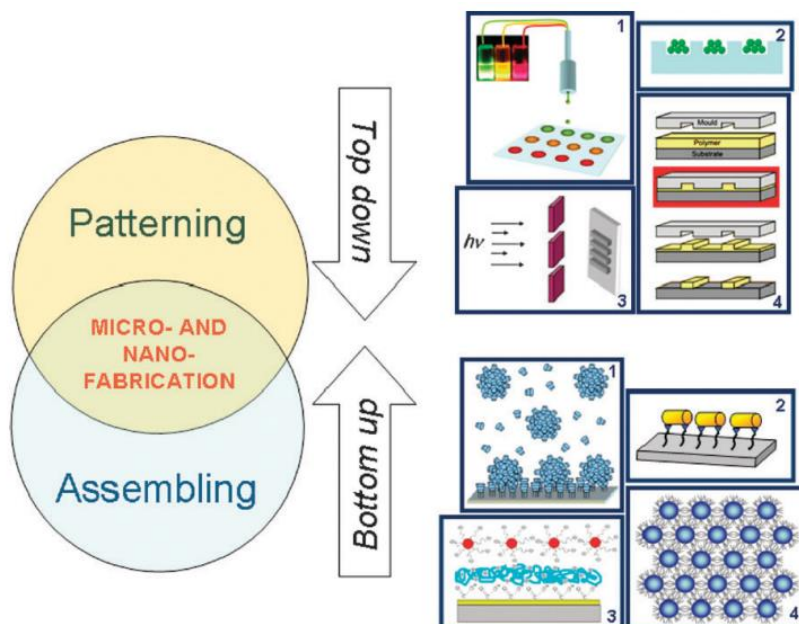 Patterning
MICRO- AND
NANO-
FABRICATION
Assembling
Top down
Bottom up
1
2
Mould
Polymer
Substrate
hν
3
4
1
2
3
4